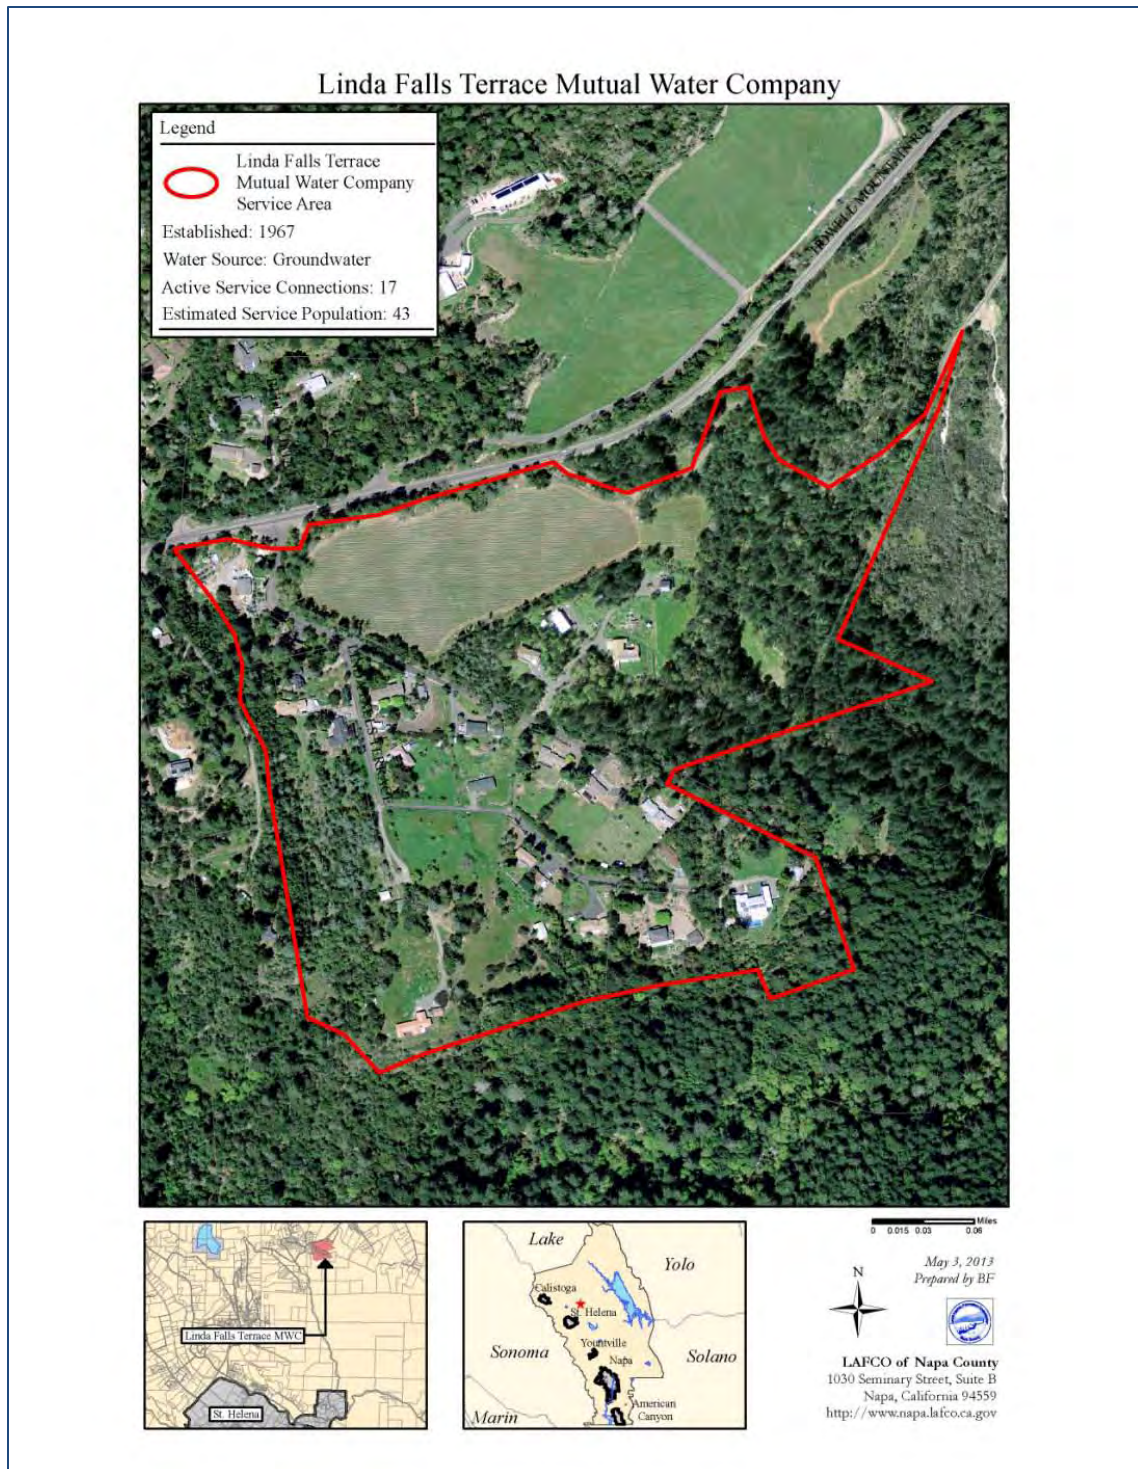 Linda Falls Terrace Mutual Water Company
Legend
Linda Falls Terrace
Mutual Water Company
Service Area
Established: 1967
Water Source: Groundwater
Active Service Connections: 17
Estimated Service Population: 43
HOWELL MOUNTAIN RD
Linda Falls Terrace MWC
St. Helena
Lake
Yolo
Calistoga
St. Helena
Yountville
Sonoma
Napa
Solano
American
Canyon
Marin
Miles
0 0.015 0.03 0.06
May 3, 2013
Prepared by BF
N
LAFCO of Napa County
1030 Seminary Street, Suite B
Napa, California 94559
http://www.napa.lafco.ca.gov